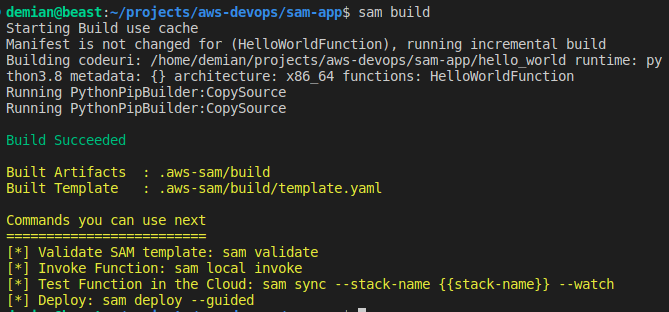 demian@beast:~/projects/aws-devops/sam-app$ sam build
Starting Build use cache
Manifest is not changed for (HelloWorldFunction), running incremental build
Building codeuri: /home/demian/projects/aws-devops/sam-app/hello_world runtime: py
thon3.8 metadata: {} architecture: x86_64 functions: HelloWorldFunction
Running PythonPipBuilder:CopySource
Running PythonPipBuilder:CopySource
Build Succeeded
Built Artifacts  : .aws-sam/build
Built Template   : .aws-sam/build/template.yaml
Commands you can use next
=========================
[*] Validate SAM template: sam validate
[*] Invoke Function: sam local invoke
[*] Test Function in the Cloud: sam sync --stack-name {{stack-name}} --watch
[*] Deploy: sam deploy --guided